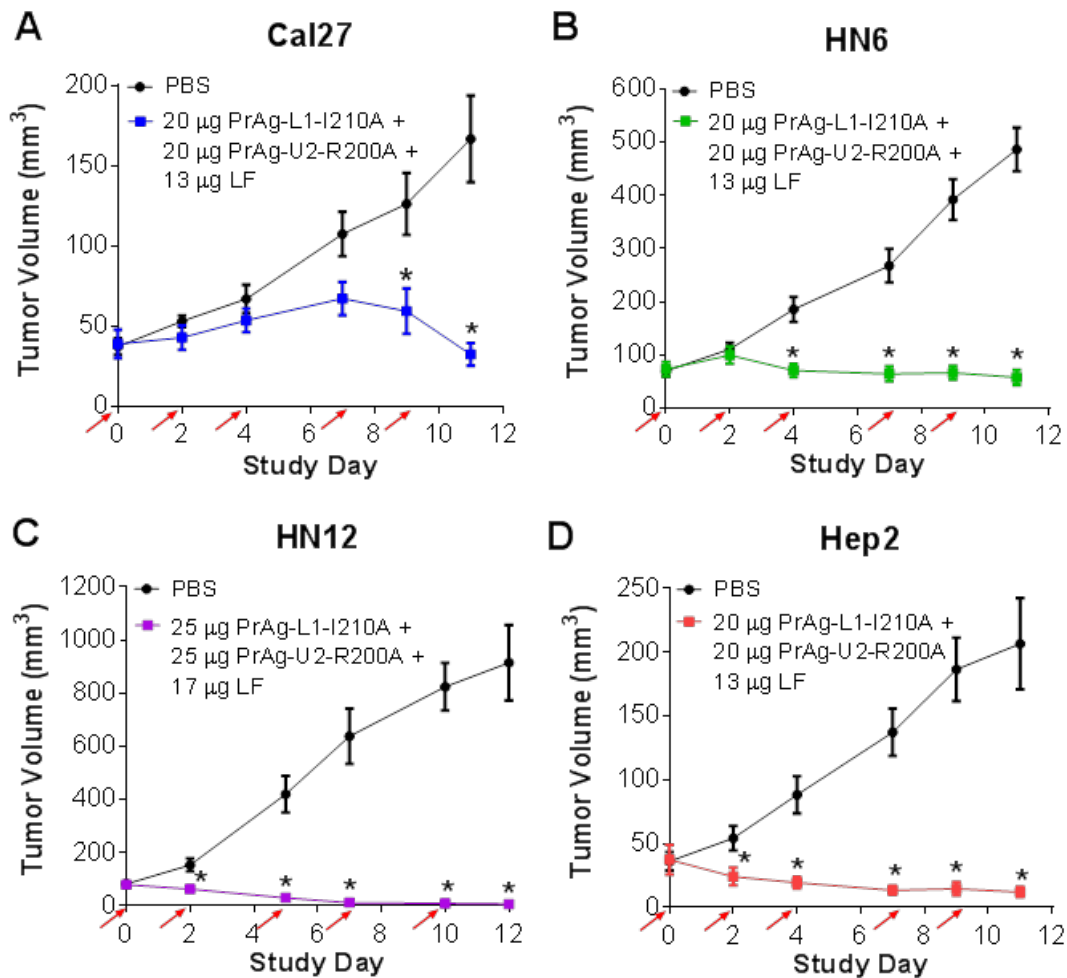 A
Cal27
Tumor Volume (mm³)
200
150
100
50
0
PBS
20 µg PrAg-L1-I210A +
20 µg PrAg-U2-R200A +
13 µg LF
*
*
0 2 4 6 8 10 12
Study Day
B
HN6
Tumor Volume (mm³)
600
500
400
300
200
100
0
PBS
20 µg PrAg-L1-I210A +
20 µg PrAg-U2-R200A +
13 µg LF
* * * *
0 2 4 6 8 10 12
Study Day
C
HN12
Tumor Volume (mm³)
1200
1000
800
600
400
200
0
PBS
25 µg PrAg-L1-I210A +
25 µg PrAg-U2-R200A +
17 µg LF
* * * * *
0 2 4 6 8 10 12
Study Day
D
Hep2
Tumor Volume (mm³)
250
200
150
100
50
0
PBS
20 µg PrAg-L1-I210A +
20 µg PrAg-U2-R200A
13 µg LF
* * * * *
0 2 4 6 8 10 12
Study Day